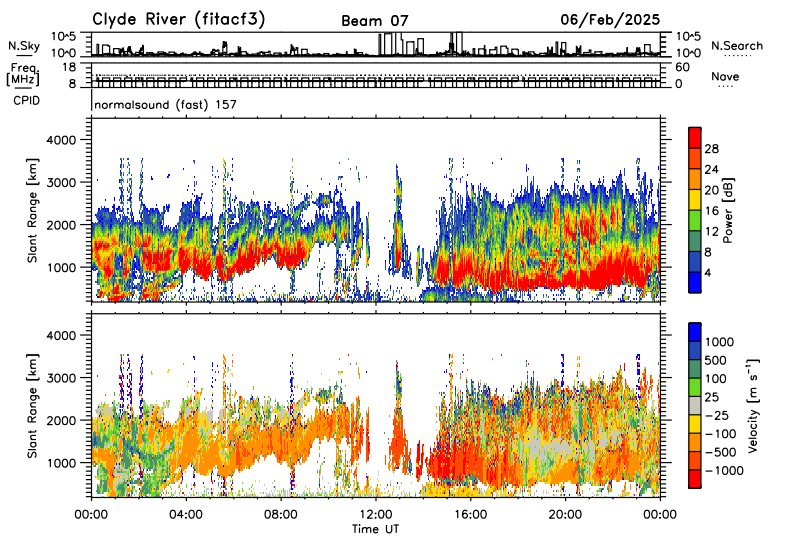 Clyde River (fitacf3) Beam 07 06/Feb/2025
N.Sky 10^5 10^5 N.Search
10^0 10^0
Freq. 18 60 Nave
[MHz] 8 0
CPID normalsound (fast) 157
Slant Range [km]
4000
3000
2000
1000
28
24
20
16
12
8
4
Power [dB]
Slant Range [km]
4000
3000
2000
1000
1000
500
100
25
−25
−100
−500
−1000
Velocity [m s⁻¹]
00:00 04:00 08:00 12:00 16:00 20:00 00:00
Time UT